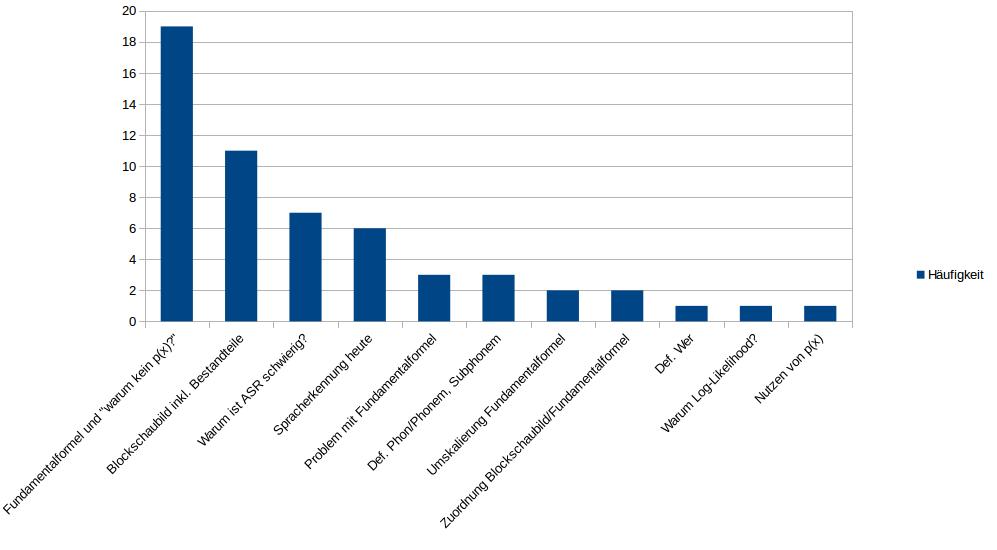 20
18
16
14
12
10
8
6
4
2
0
Fundamentalformel und "warum kein p(x)?"
Blockschaubild inkl. Bestandteile
Warum ist ASR schwierig?
Spracherkennung heute
Problem mit Fundamentalformel
Def. Phon/Phonem, Subphonem
Umskalierung Fundamentalformel
Zuordnung Blockschaubild/Fundamentalformel
Def. Wer
Warum Log-Likelihood?
Nutzen von p(x)
Häufigkeit